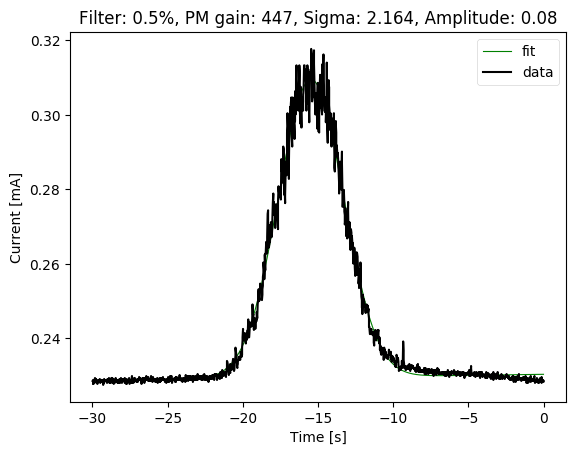 Filter: 0.5%, PM gain: 447, Sigma: 2.164, Amplitude: 0.08
fit
data
0.32
0.30
0.28
0.26
0.24
Current [mA]
−30
−25
−20
−15
−10
−5
0
Time [s]